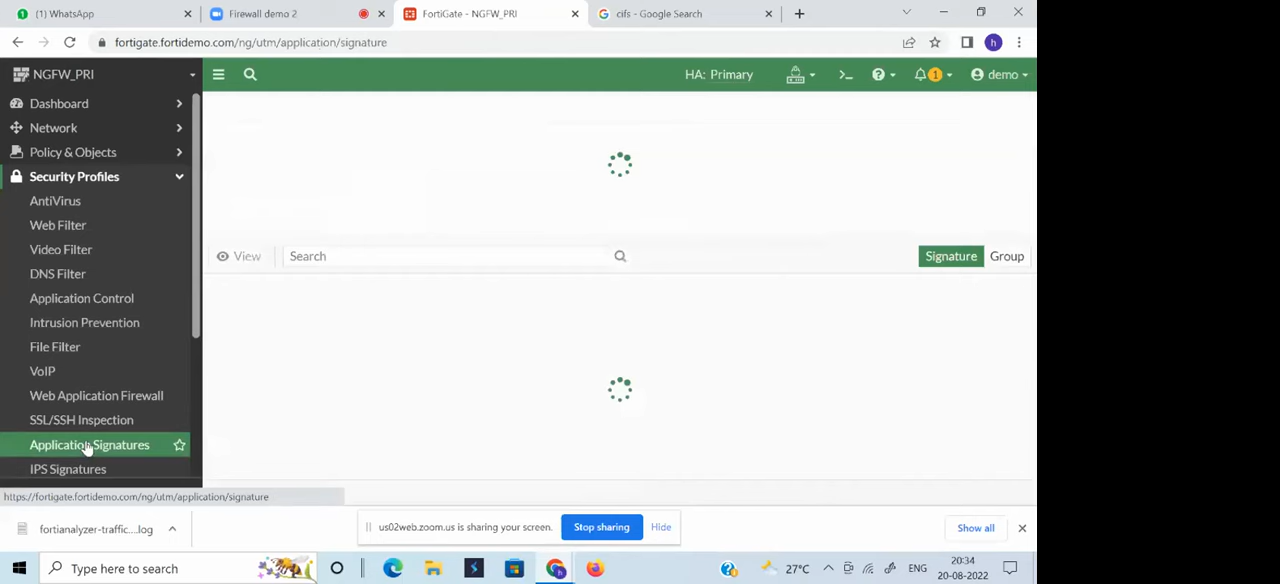 (1) WhatsApp
Firewall demo 2
FortiGate - NGFW_PRI
cifs - Google Search
fortigate.fortidemo.com/ng/utm/application/signature
h
NGFW_PRI
HA: Primary
1
demo
Dashboard
Network
Policy & Objects
Security Profiles
AntiVirus
Web Filter
Video Filter
DNS Filter
View
Search
Signature
Group
Application Control
Intrusion Prevention
File Filter
VoIP
Web Application Firewall
SSL/SSH Inspection
Application Signatures
IPS Signatures
https://fortigate.fortidemo.com/ng/utm/application/signature
fortianalyzer-traffic....log
us02web.zoom.us is sharing your screen.
Stop sharing
Hide
Show all
Type here to search
27°C
ENG
20:34
20-08-2022